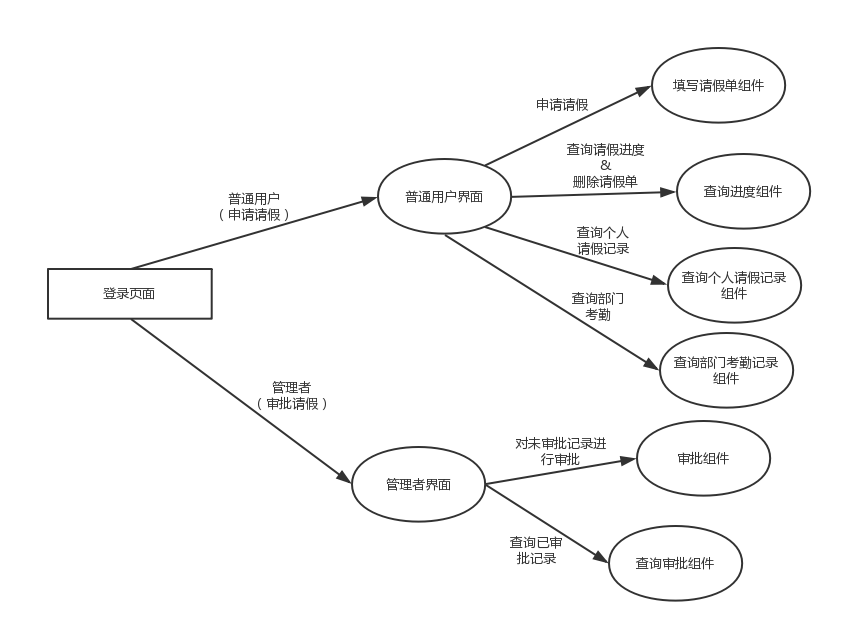 填写请假单组件
申请请假
查询请假进度
&
删除请假单
查询进度组件
普通用户
（申请请假）
普通用户界面
查询个人
请假记录
查询个人请假记录
组件
登录页面
查询部门
考勤
查询部门考勤记录
组件
管理者
（审批请假）
对未审批记录进
行审批
审批组件
管理者界面
查询已审
批记录
查询审批组件